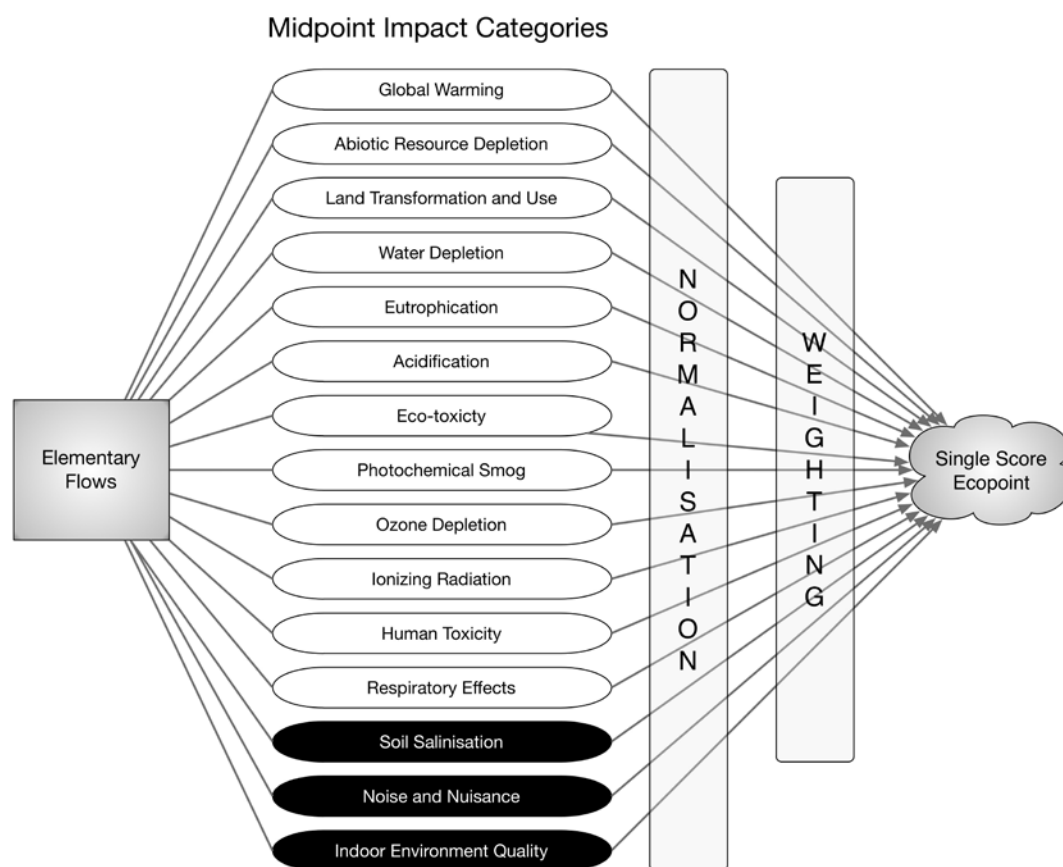 Midpoint Impact Categories
Global Warming
Abiotic Resource Depletion
Land Transformation and Use
Water Depletion
Eutrophication
Acidification
Eco-toxicty
Photochemical Smog
Ozone Depletion
Ionizing Radiation
Human Toxicity
Respiratory Effects
Soil Salinisation
Noise and Nuisance
Indoor Environment Quality
Elementary
Flows
NORMALISATION
WEIGHTING
Single Score
Ecopoint